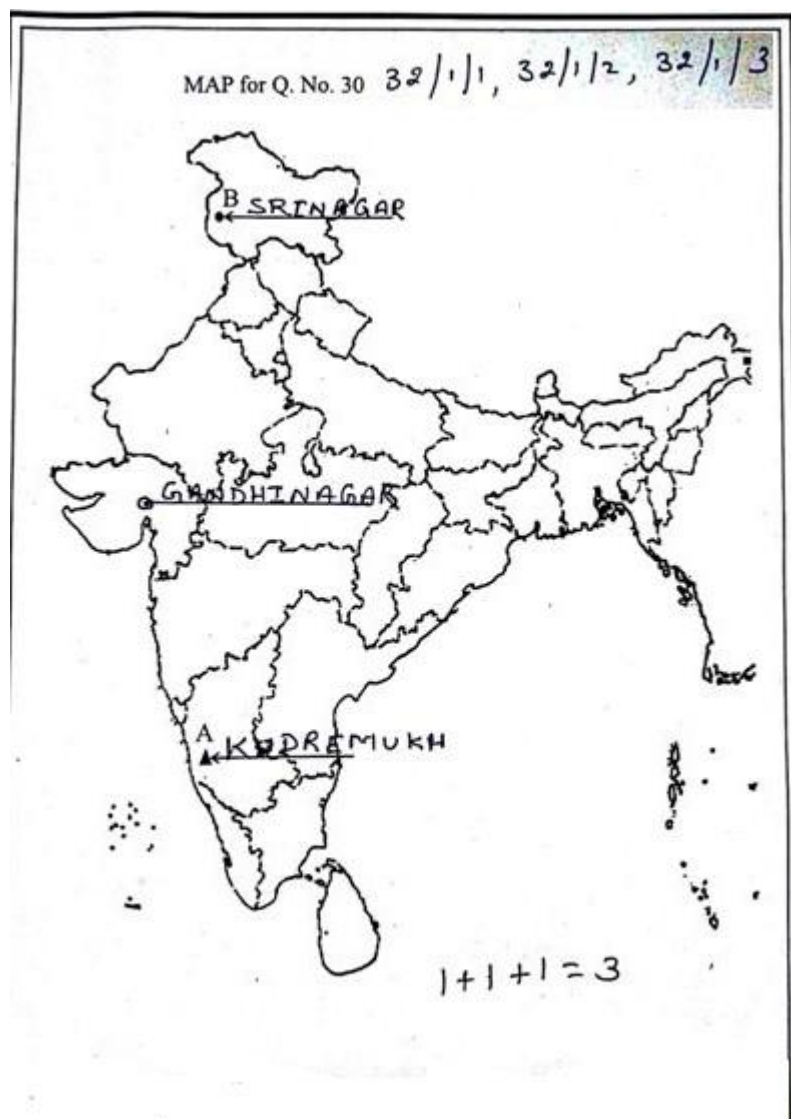 MAP for Q. No. 30 32/1/1, 32/1/2, 32/1/3
B SRINAGAR
GANDHINAGAR
A
KUDREMUKH
1+1+1=3